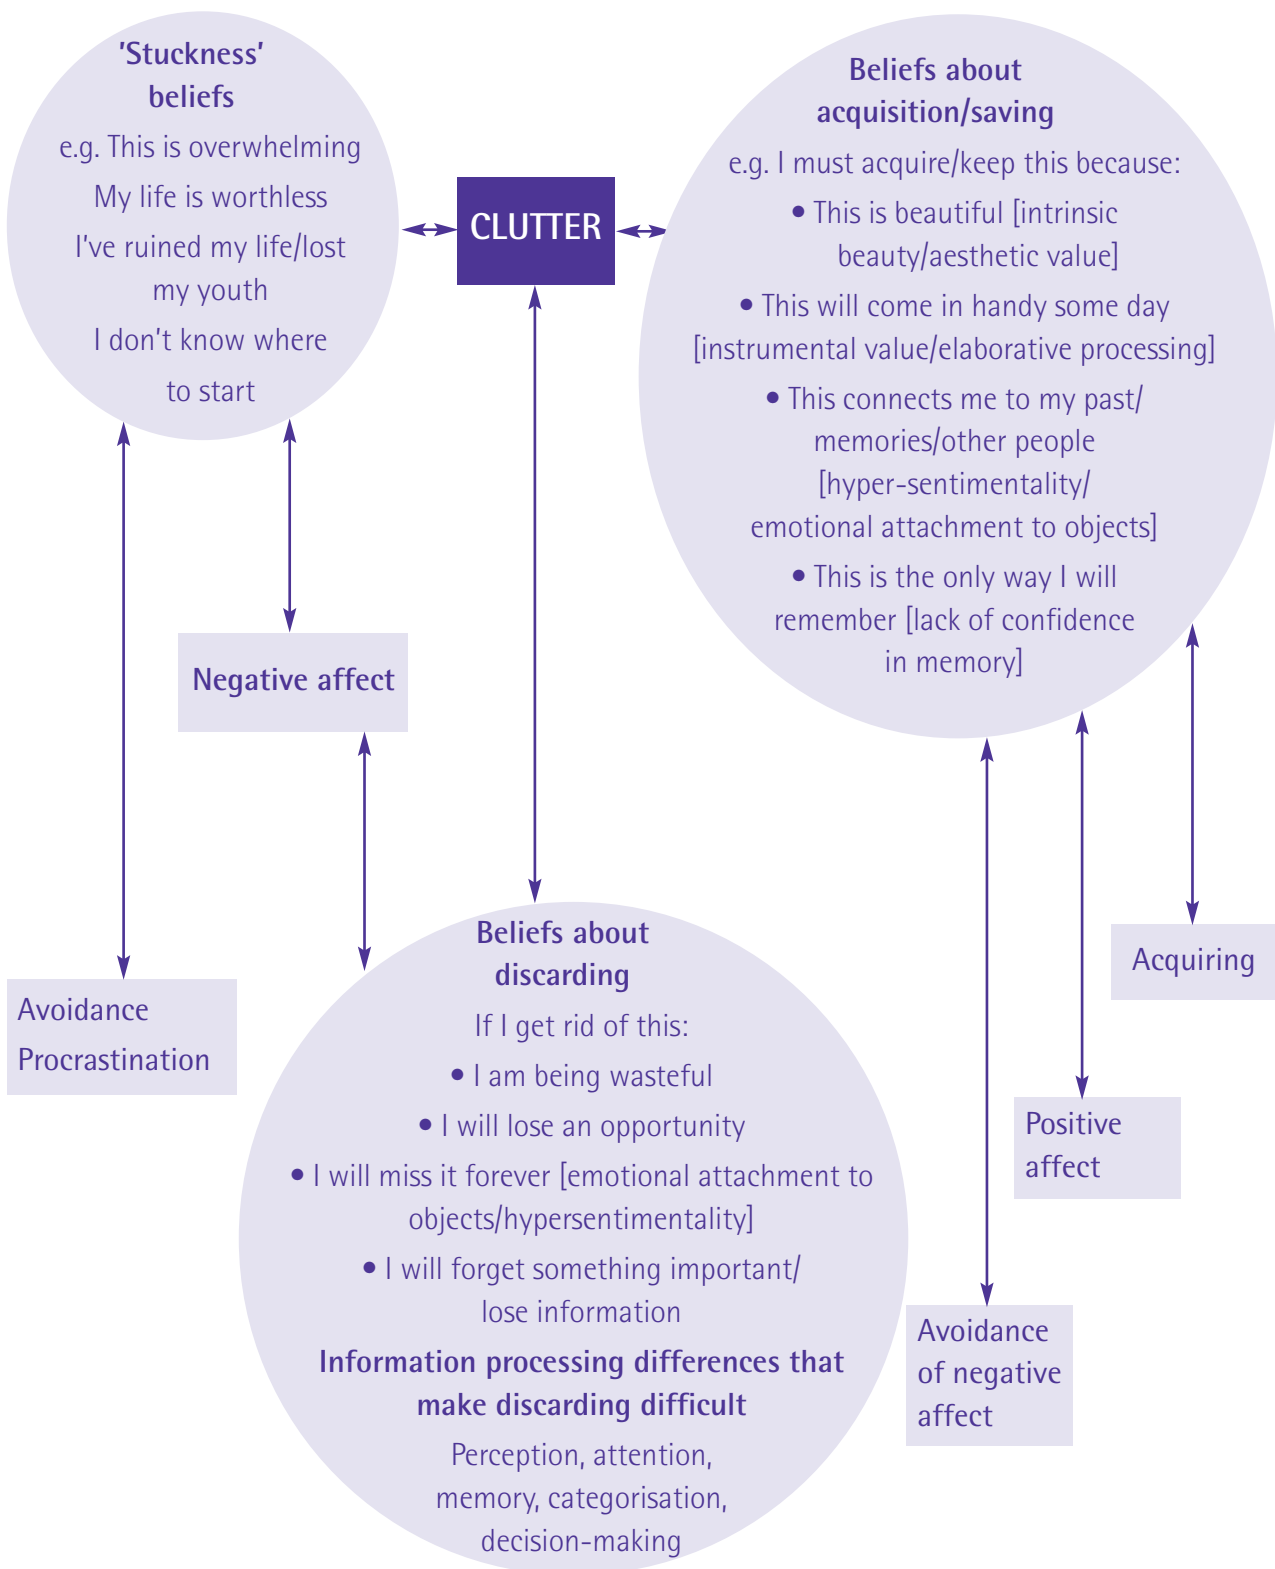 'Stuckness'
beliefs
e.g. This is overwhelming
My life is worthless
I've ruined my life/lost
my youth
I don't know where
to start
CLUTTER
Beliefs about
acquisition/saving
e.g. I must acquire/keep this because:
• This is beautiful [intrinsic
beauty/aesthetic value]
• This will come in handy some day
[instrumental value/elaborative processing]
• This connects me to my past/
memories/other people
[hyper-sentimentality/
emotional attachment to objects]
• This is the only way I will
remember [lack of confidence
in memory]
Negative affect
Avoidance
Procrastination
Beliefs about
discarding
If I get rid of this:
• I am being wasteful
• I will lose an opportunity
• I will miss it forever [emotional attachment to
objects/hypersentimentality]
• I will forget something important/
lose information
Information processing differences that
make discarding difficult
Perception, attention,
memory, categorisation,
decision-making
Avoidance
of negative
affect
Positive
affect
Acquiring